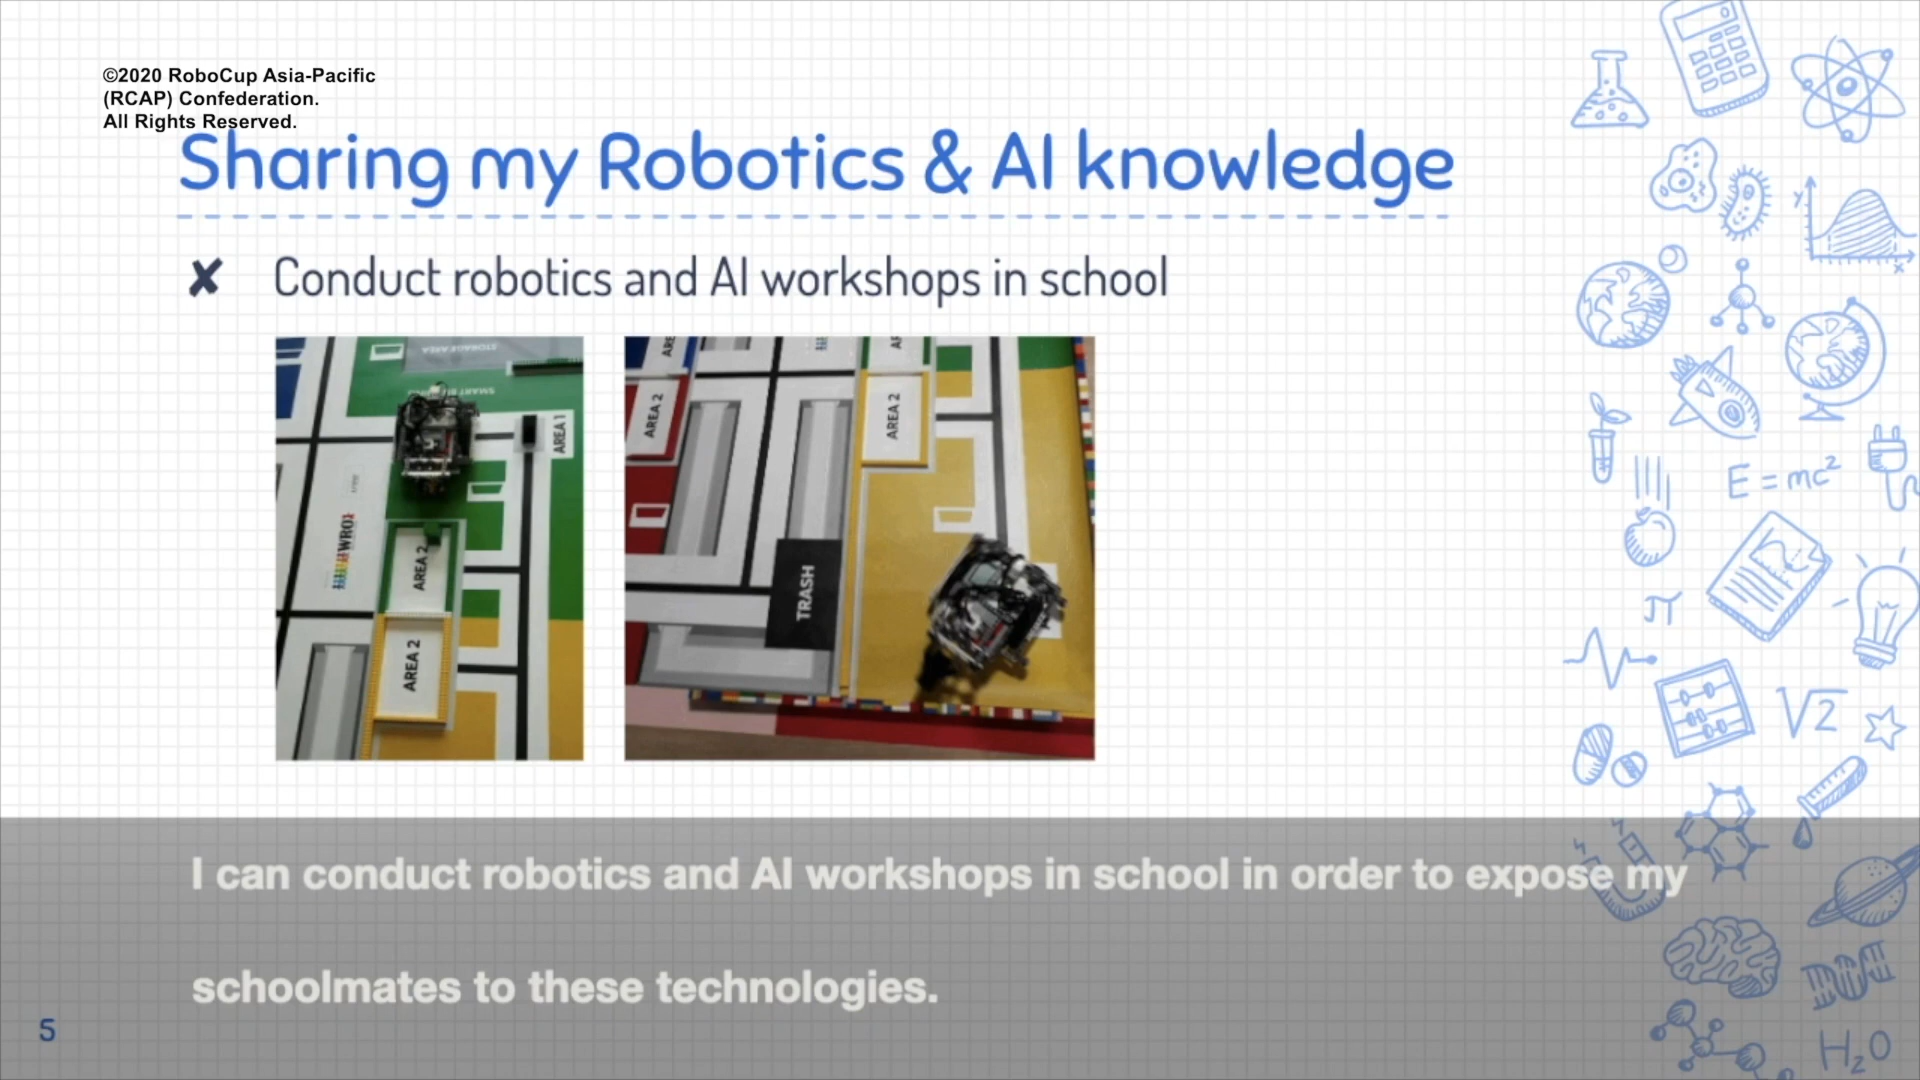 ©2020 RoboCup Asia-Pacific
(RCAP) Confederation.
All Rights Reserved.
Sharing my Robotics & AI knowledge
✘ Conduct robotics and AI workshops in school
STORAGE AREA
AREA 1
WRO
AREA 2
AREA 2
AREA 2
AREA 2
TRASH
y
x
E = mc²
π
√2
H₂O
I can conduct robotics and AI workshops in school in order to expose my
schoolmates to these technologies.
5